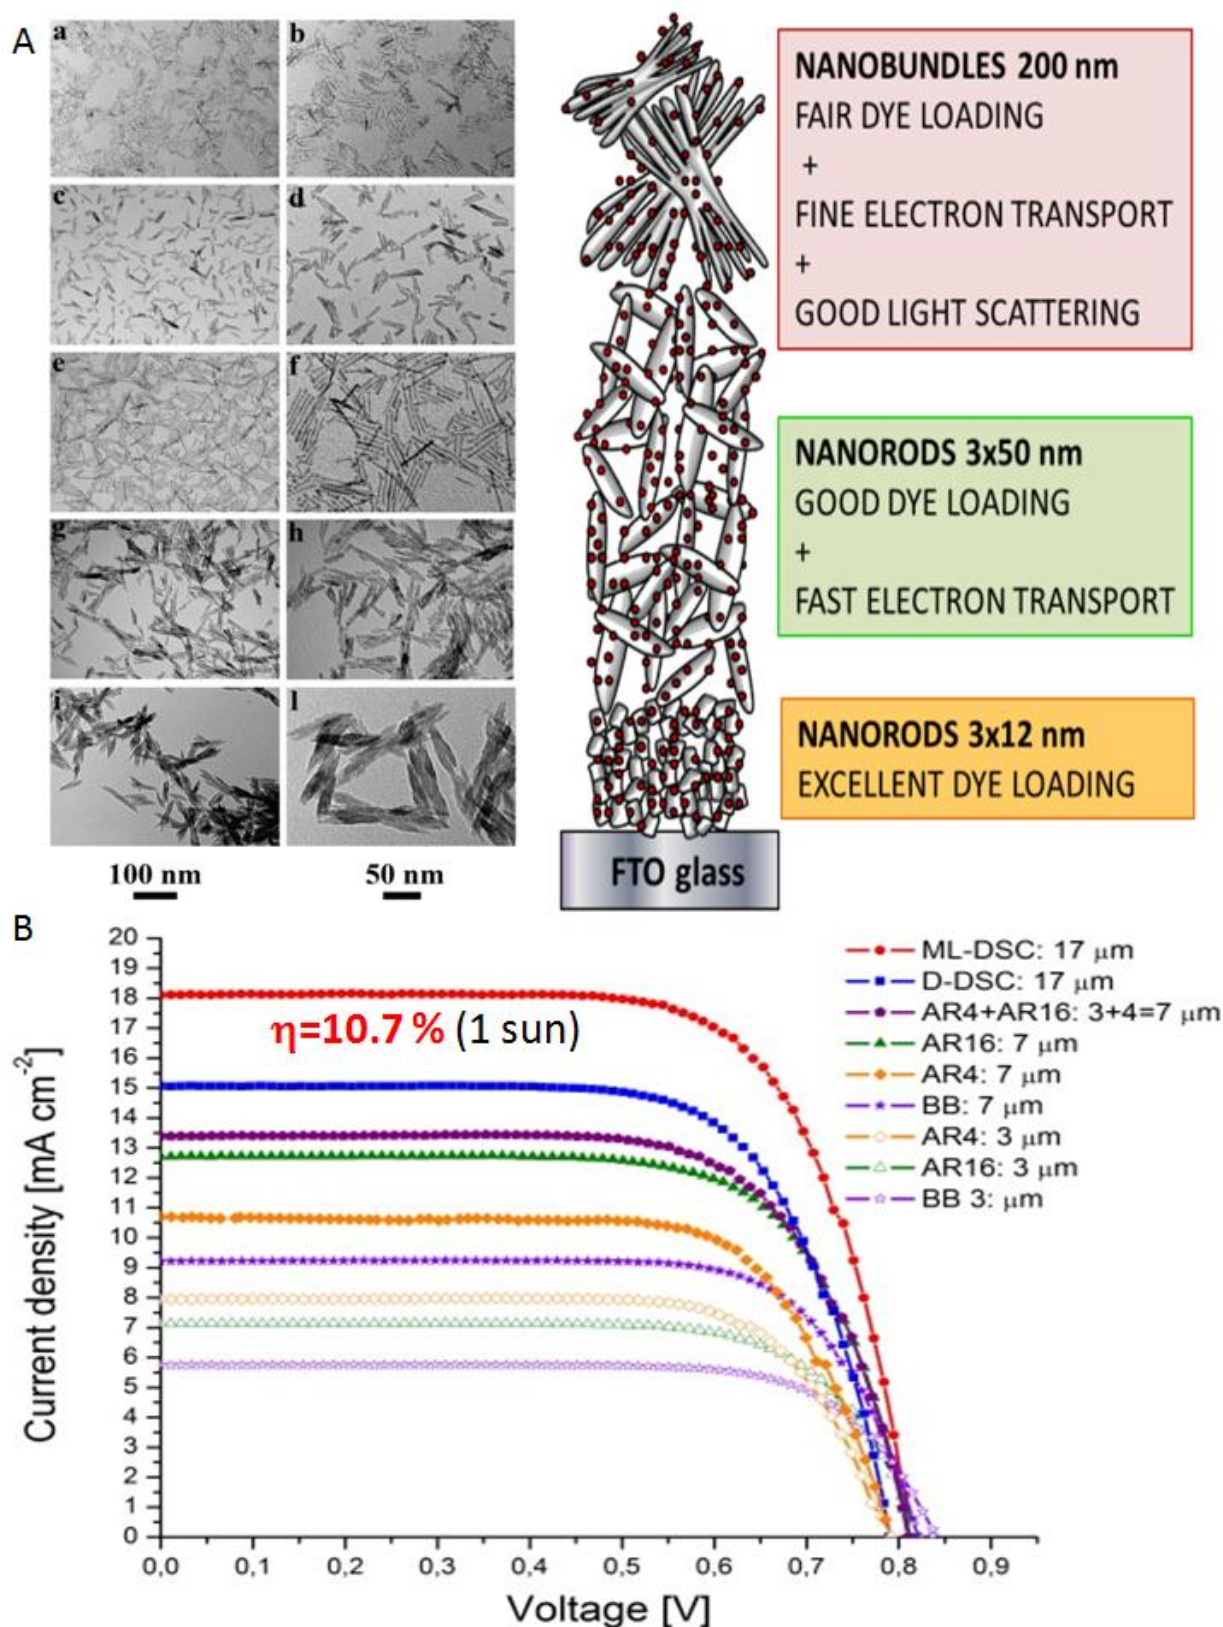 A
a
b
c
d
e
f
g
h
i
l
100 nm
50 nm
NANOBUNDLES 200 nm
FAIR DYE LOADING
+
FINE ELECTRON TRANSPORT
+
GOOD LIGHT SCATTERING
NANORODS 3x50 nm
GOOD DYE LOADING
+
FAST ELECTRON TRANSPORT
NANORODS 3x12 nm
EXCELLENT DYE LOADING
FTO glass
B
20
19
18
17
16
15
14
13
12
11
10
9
8
7
6
5
4
3
2
1
0
Current density [mA cm⁻²]
η=10.7 % (1 sun)
ML-DSC: 17 μm
D-DSC: 17 μm
AR4+AR16: 3+4=7 μm
AR16: 7 μm
AR4: 7 μm
BB: 7 μm
AR4: 3 μm
AR16: 3 μm
BB 3: μm
0,0 0,1 0,2 0,3 0,4 0,5 0,6 0,7 0,8 0,9
Voltage [V]